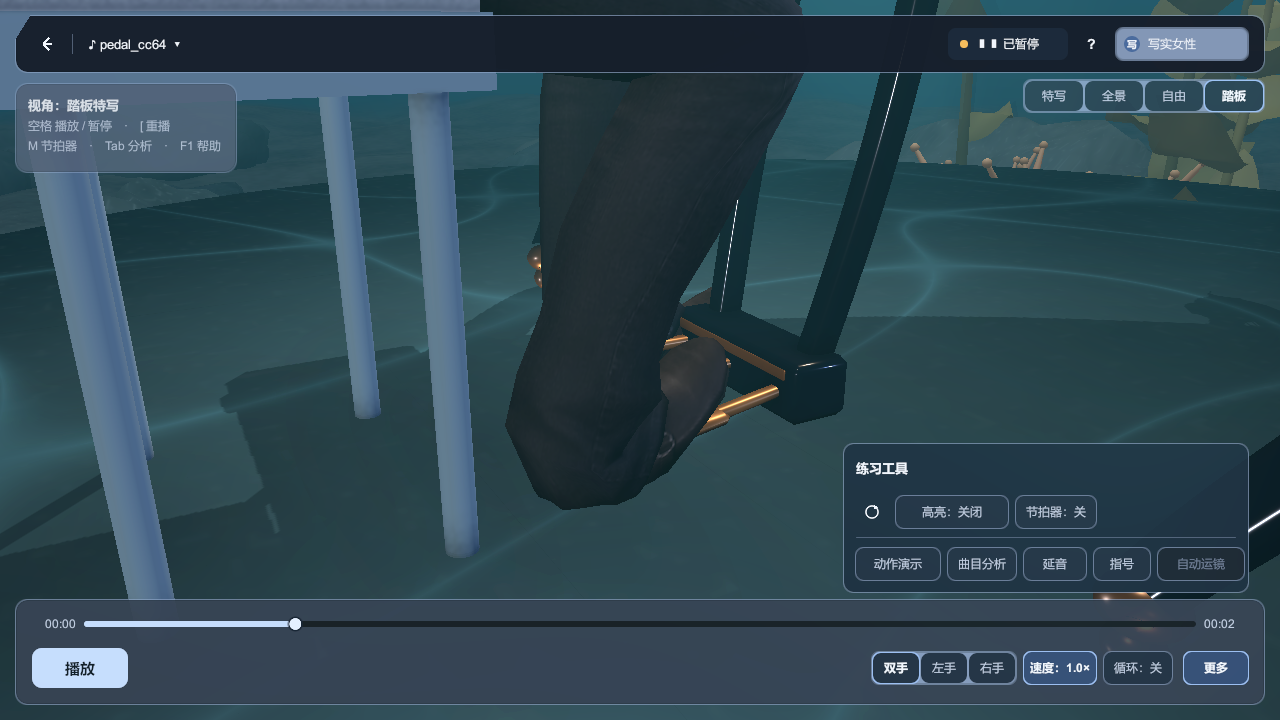 ♪ pedal_cc64 ▼
▮▮ 已暂停
?
写 写实女性
视角：踏板特写
空格 播放 / 暂停 · [ 重播
M 节拍器 · Tab 分析 · F1 帮助
特写 全景 自由 踏板
练习工具
高亮：关闭 节拍器：关
动作演示 曲目分析 延音 指号 自动运镜
00:00 00:02
播放 双手 左手 右手 速度：1.0× 循环：关 更多